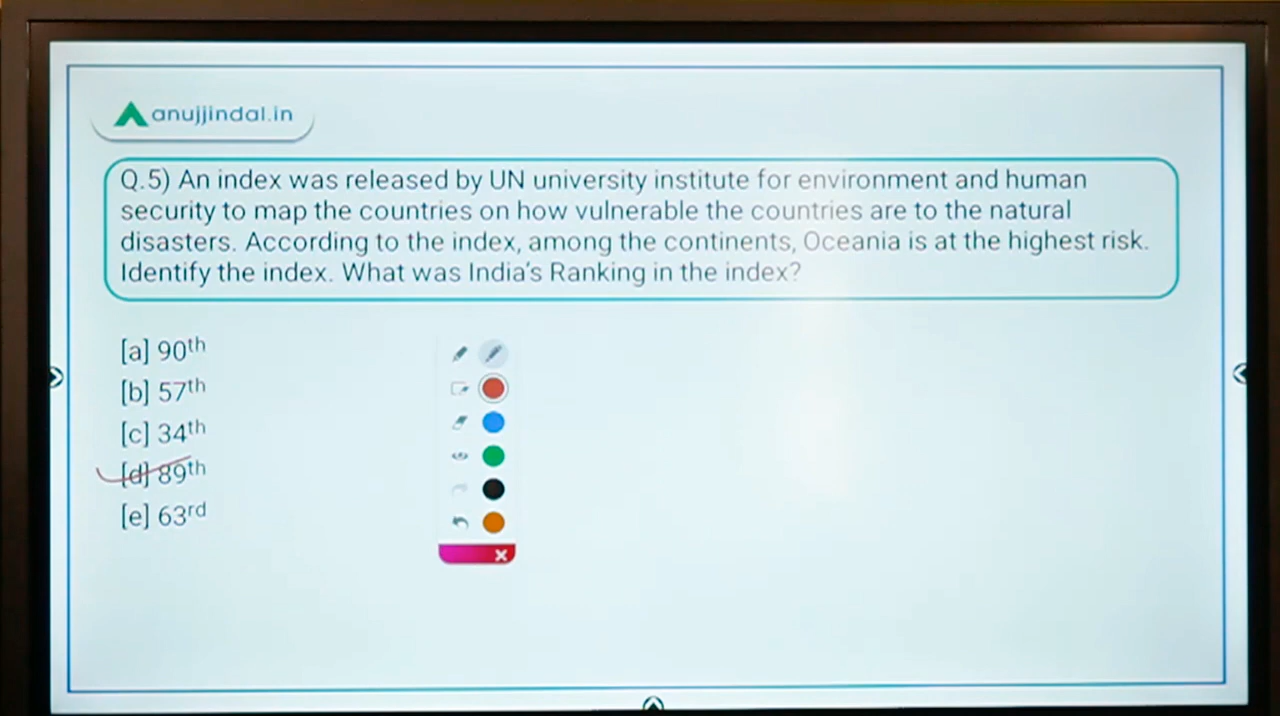 anujjindal.in
Q.5) An index was released by UN university institute for environment and human
security to map the countries on how vulnerable the countries are to the natural
disasters. According to the index, among the continents, Oceania is at the highest risk.
Identify the index. What was India's Ranking in the index?
[a] 90th
[b] 57th
[c] 34th
[d] 89th
[e] 63rd